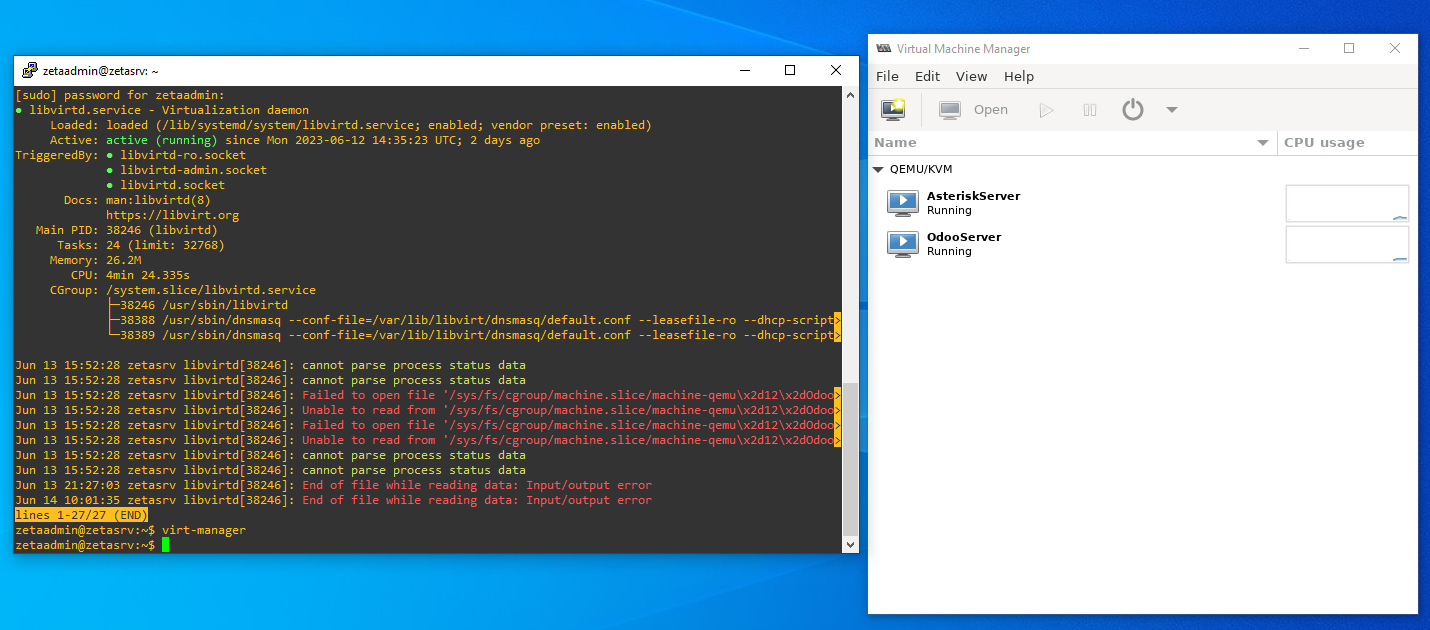 zetaadmin@zetasrv: ~
[sudo] password for zetaadmin:
● libvirtd.service - Virtualization daemon
Loaded: loaded (/lib/systemd/system/libvirtd.service; enabled; vendor preset: enabled)
Active: active (running) since Mon 2023-06-12 14:35:23 UTC; 2 days ago
TriggeredBy: ● libvirtd-ro.socket
● libvirtd-admin.socket
● libvirtd.socket
Docs: man:libvirtd(8)
https://libvirt.org
Main PID: 38246 (libvirtd)
Tasks: 24 (limit: 32768)
Memory: 26.2M
CPU: 4min 24.335s
CGroup: /system.slice/libvirtd.service
├─38246 /usr/sbin/libvirtd
├─38388 /usr/sbin/dnsmasq --conf-file=/var/lib/libvirt/dnsmasq/default.conf --leasefile-ro --dhcp-script>
└─38389 /usr/sbin/dnsmasq --conf-file=/var/lib/libvirt/dnsmasq/default.conf --leasefile-ro --dhcp-script>
Jun 13 15:52:28 zetasrv libvirtd[38246]: cannot parse process status data
Jun 13 15:52:28 zetasrv libvirtd[38246]: cannot parse process status data
Jun 13 15:52:28 zetasrv libvirtd[38246]: Failed to open file '/sys/fs/cgroup/machine.slice/machine-qemu\x2d12\x2dOdoo>
Jun 13 15:52:28 zetasrv libvirtd[38246]: Unable to read from '/sys/fs/cgroup/machine.slice/machine-qemu\x2d12\x2dOdoo>
Jun 13 15:52:28 zetasrv libvirtd[38246]: Failed to open file '/sys/fs/cgroup/machine.slice/machine-qemu\x2d12\x2dOdoo>
Jun 13 15:52:28 zetasrv libvirtd[38246]: Unable to read from '/sys/fs/cgroup/machine.slice/machine-qemu\x2d12\x2dOdoo>
Jun 13 15:52:28 zetasrv libvirtd[38246]: cannot parse process status data
Jun 13 15:52:28 zetasrv libvirtd[38246]: cannot parse process status data
Jun 13 21:27:03 zetasrv libvirtd[38246]: End of file while reading data: Input/output error
Jun 14 10:01:35 zetasrv libvirtd[38246]: End of file while reading data: Input/output error
lines 1-27/27 (END)
zetaadmin@zetasrv:~$ virt-manager
zetaadmin@zetasrv:~$
Virtual Machine Manager
File Edit View Help
Open
Name CPU usage
QEMU/KVM
AsteriskServer
Running
OdooServer
Running